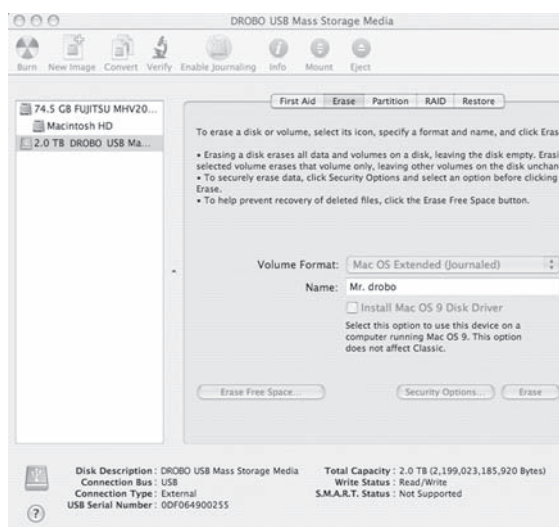 DROBO USB Mass Storage Media
Burn New Image Convert Verify Enable Journaling Info Mount Eject
74.5 GB FUJITSU MHV20...
Macintosh HD
2.0 TB DROBO USB Ma...
First Aid Erase Partition RAID Restore
To erase a disk or volume, select its icon, specify a format and name, and click Eras
• Erasing a disk erases all data and volumes on a disk, leaving the disk empty. Erasi
selected volume erases that volume only, leaving other volumes on the disk unchan
• To securely erase data, click Security Options and select an option before clicking
Erase.
• To help prevent recovery of deleted files, click the Erase Free Space button.
Volume Format: Mac OS Extended (Journaled)
Name: Mr. drobo
Install Mac OS 9 Disk Driver
Select this option to use this device on a
computer running Mac OS 9. This option
does not affect Classic.
Erase Free Space... Security Options... Erase
Disk Description : DROBO USB Mass Storage Media
Connection Bus : USB
Connection Type : External
USB Serial Number : 0DF064900255
Total Capacity : 2.0 TB (2,199,023,185,920 Bytes)
Write Status : Read/Write
S.M.A.R.T. Status : Not Supported
?